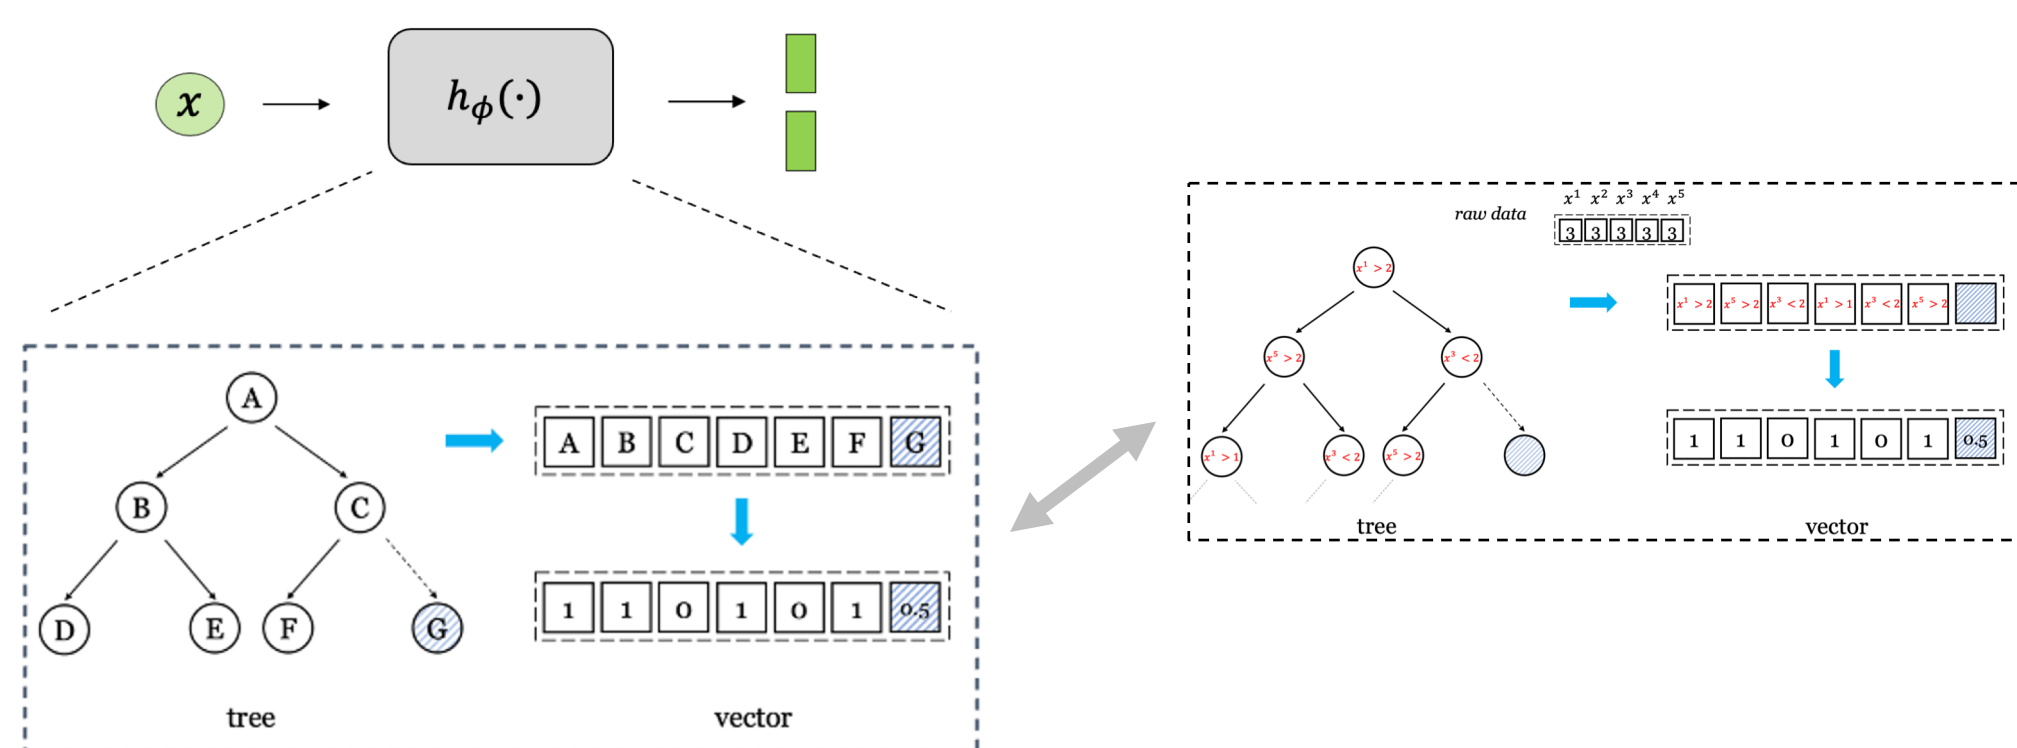 x
hϕ(·)
A
B C
D E F G
tree
A B C D E F G
1 1 0 1 0 1 0.5
vector
raw data
x¹ x² x³ x⁴ x⁵
3 3 3 3 3
x¹ > 2
x⁵ > 2 x³ < 2
x¹ > 1 x³ < 2 x⁵ > 2
tree
x¹ > 2 x⁵ > 2 x³ < 2 x¹ > 1 x³ < 2 x⁵ > 2
1 1 0 1 0 1 0.5
vector